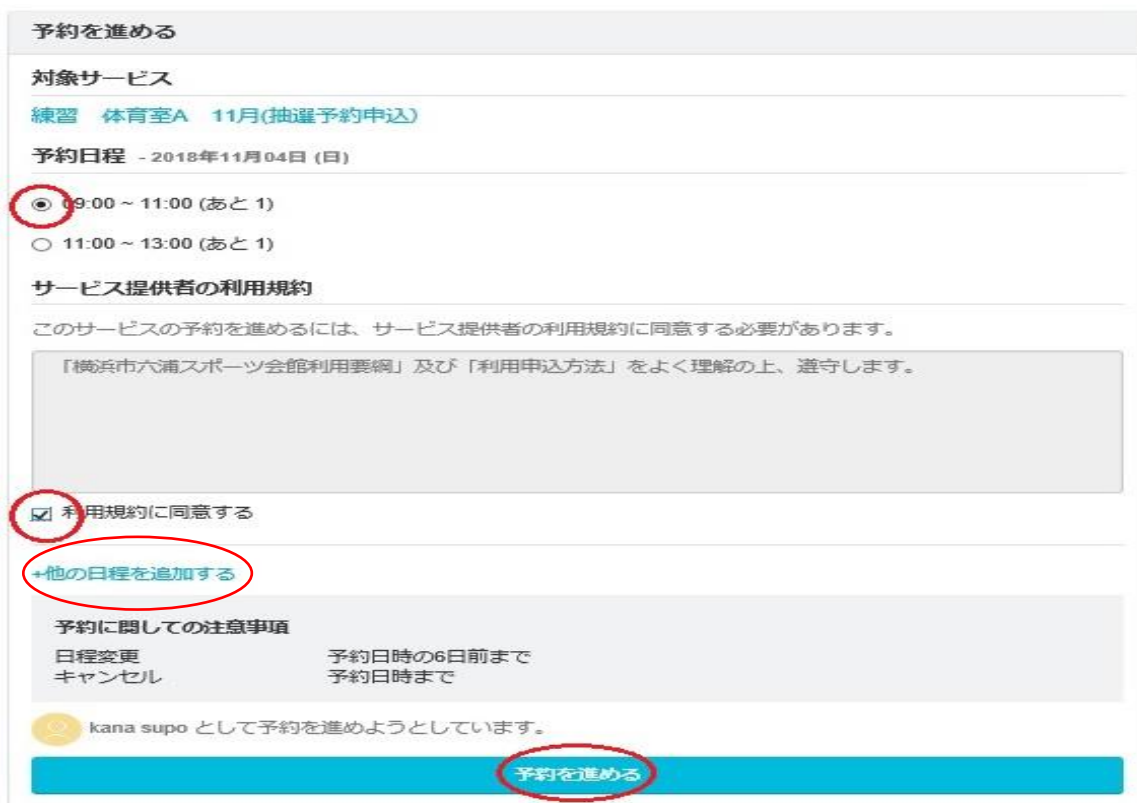 予約を進める
対象サービス
練習 体育室A 11月(抽選予約申込)
予約日程 - 2018年11月04日 (日)
09:00 ~ 11:00 (あと 1)
11:00 ~ 13:00 (あと 1)
サービス提供者の利用規約
このサービスの予約を進めるには、サービス提供者の利用規約に同意する必要があります。
「横浜市六浦スポーツ会館利用要綱」及び「利用申込方法」をよく理解の上、遵守します。
利用規約に同意する
+他の日程を追加する
予約に関しての注意事項
日程変更 予約日時の6日前まで
キャンセル 予約日時まで
kana supo として予約を進めようとしています。
予約を進める